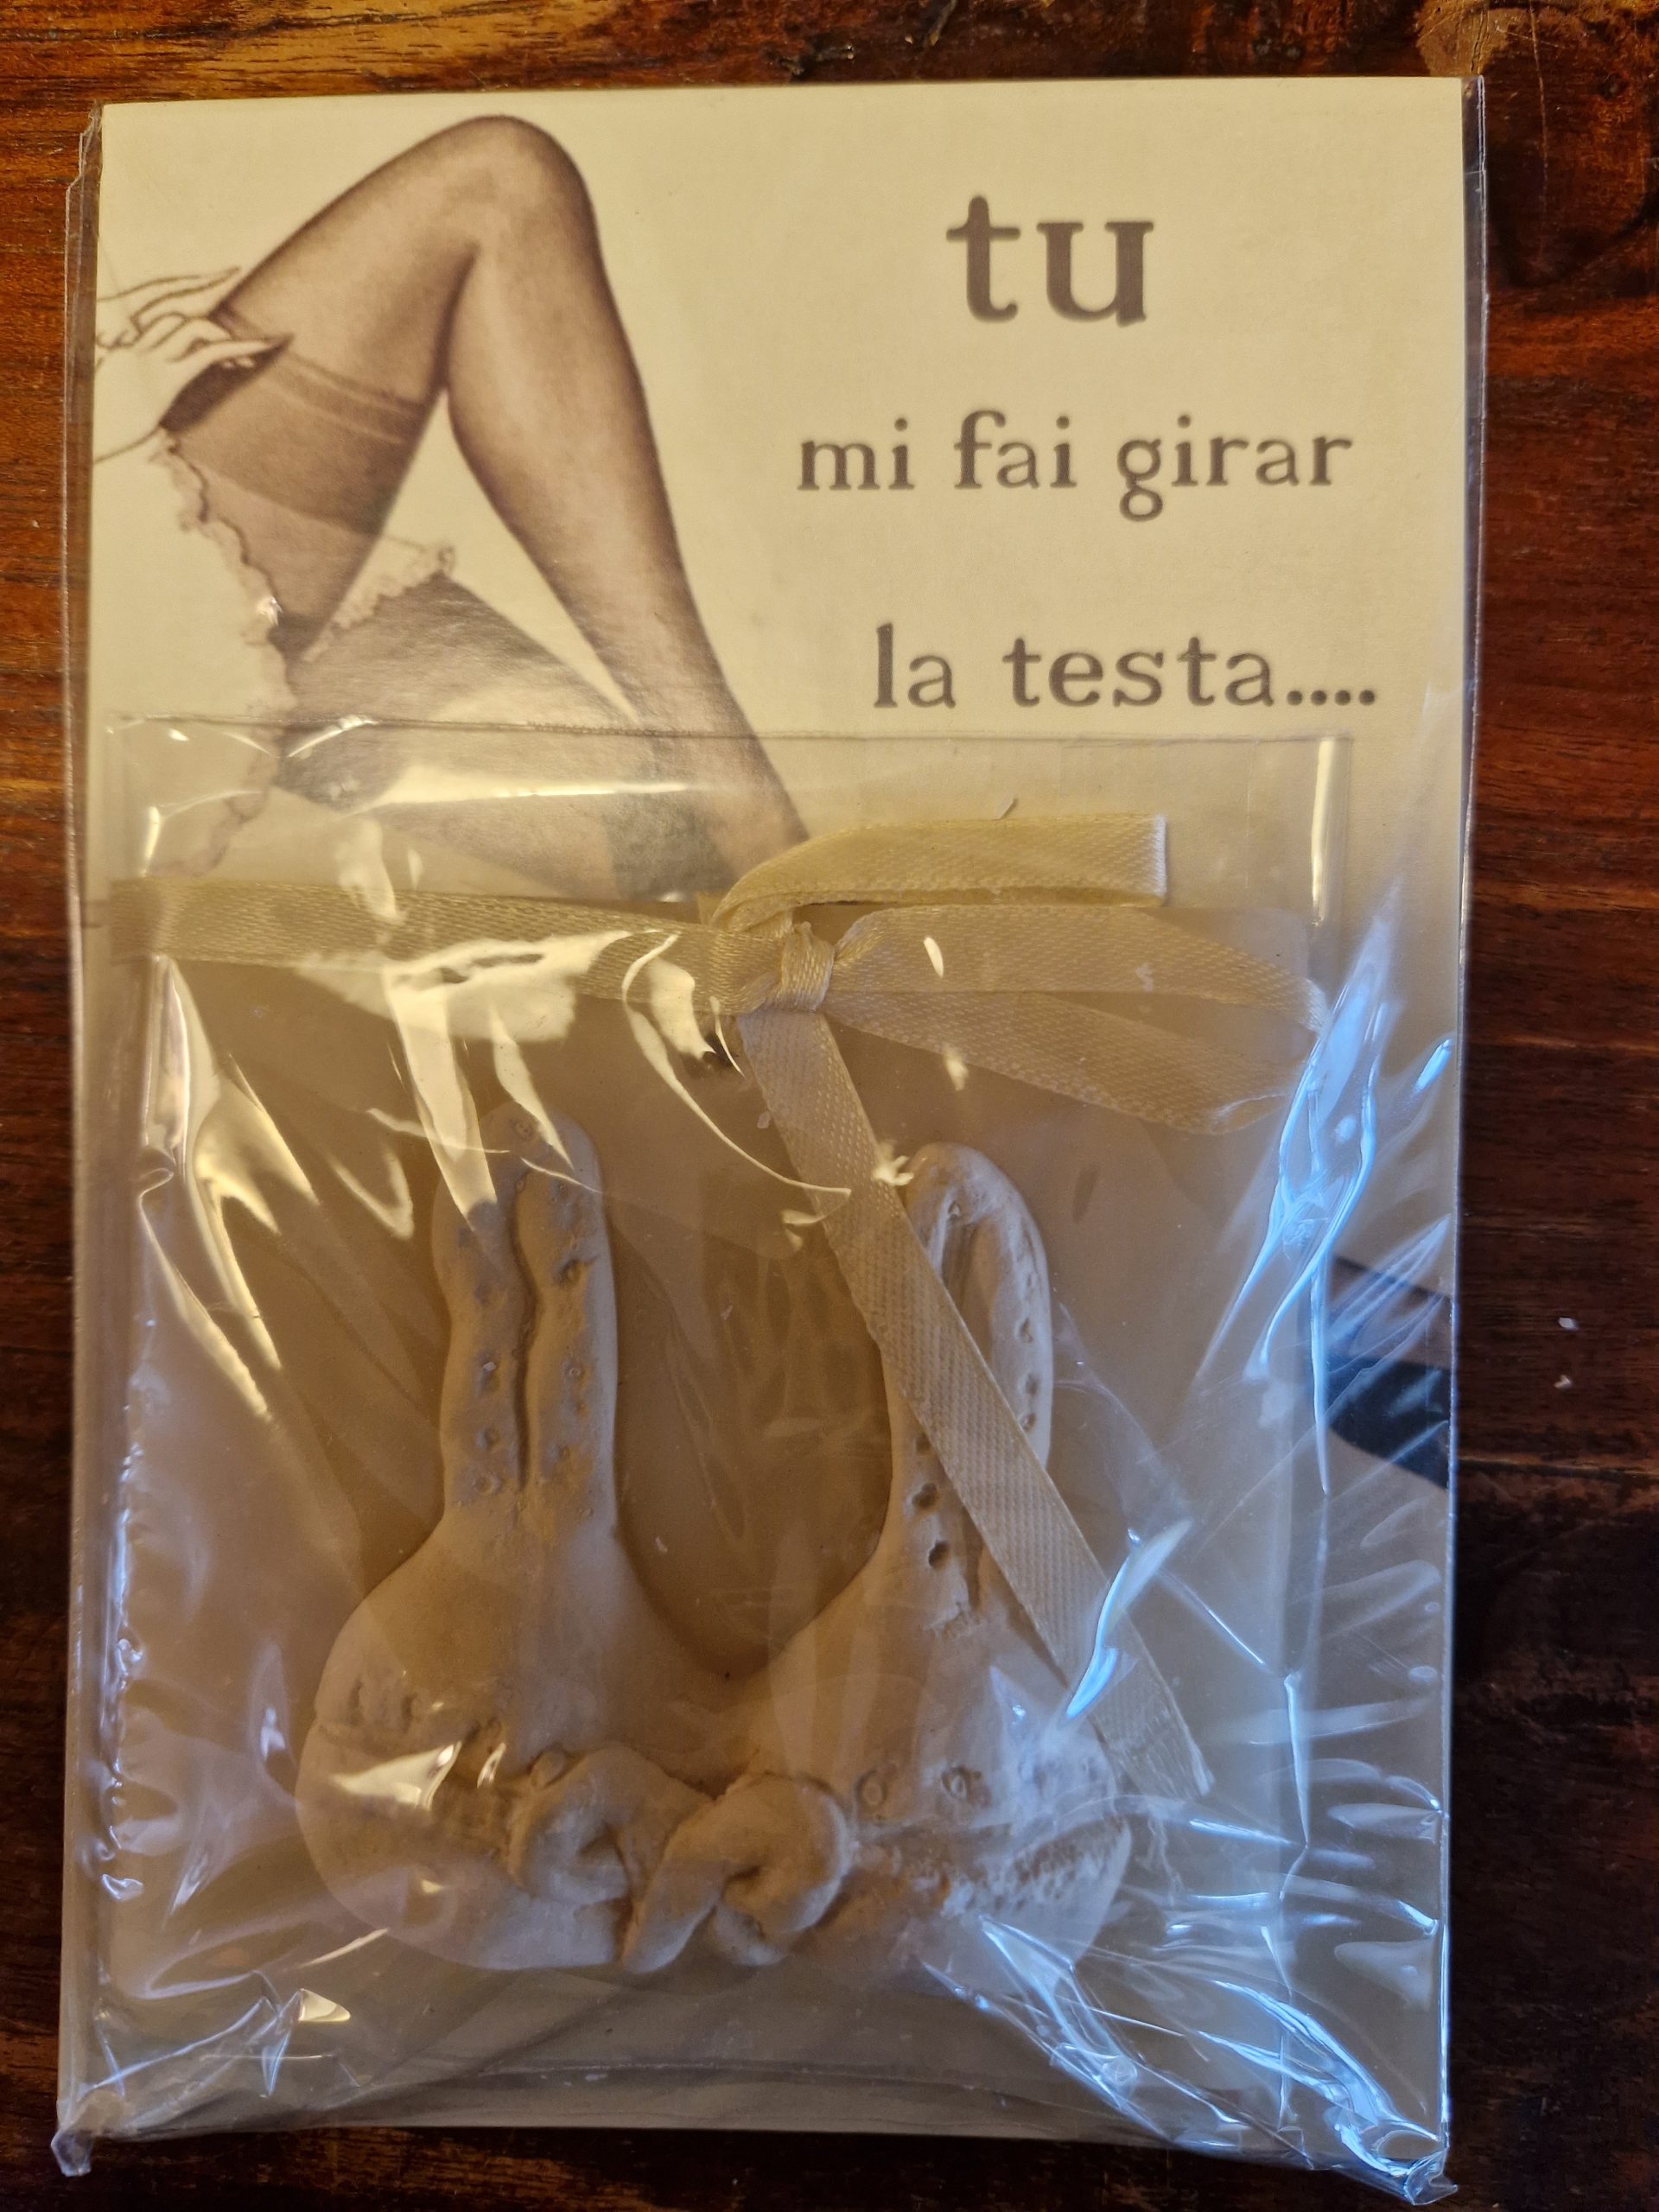 tu
mi fai girar
la testa....